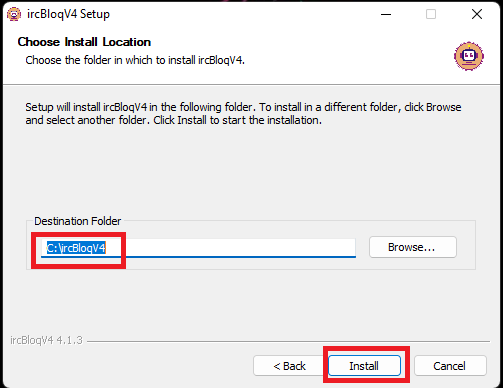 ircBloqV4 Setup
Choose Install Location
Choose the folder in which to install ircBloqV4.
Setup will install ircBloqV4 in the following folder. To install in a different folder, click Browse
and select another folder. Click Install to start the installation.
Destination Folder
C:\ircBloqV4
Browse...
ircBloqV4 4.1.3
< Back
Install
Cancel